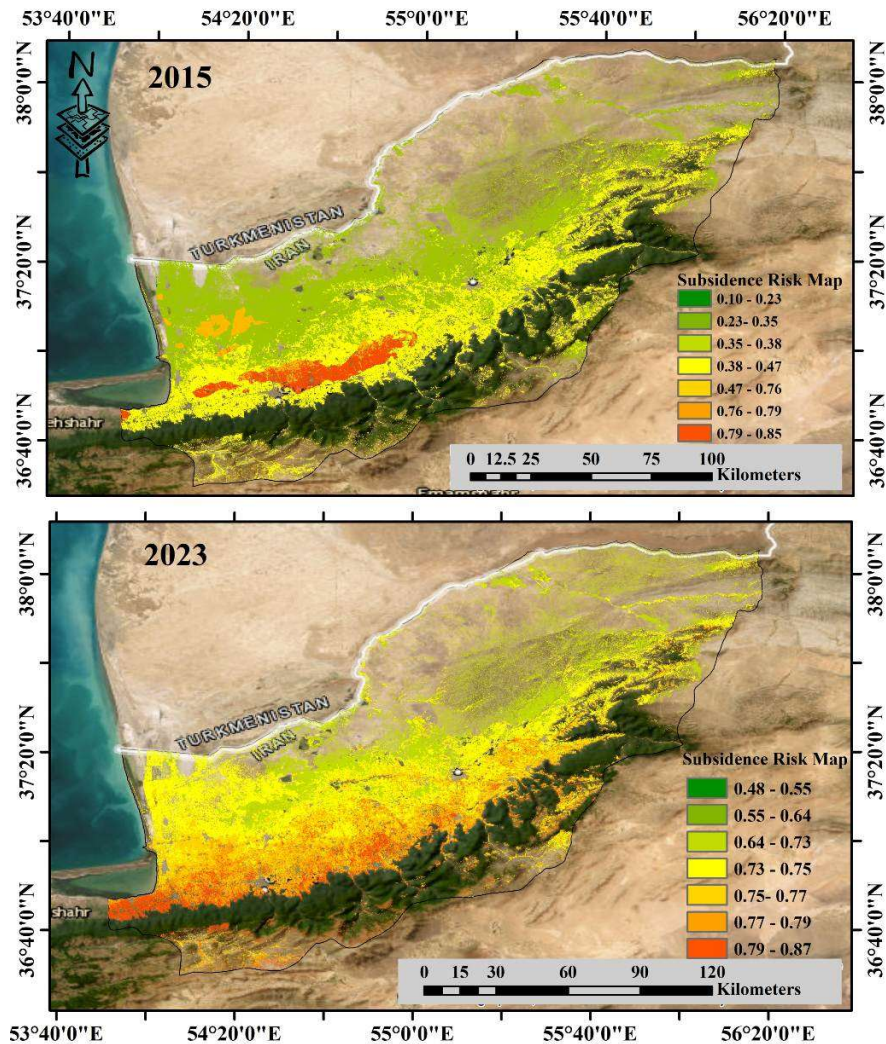 53°40'0"E 54°20'0"E 55°0'0"E 55°40'0"E 56°20'0"E
N
2015
38°0'0"N
38°0'0"N
TURKMENISTAN
IRAN
37°20'0"N
37°20'0"N
Subsidence Risk Map
0.10 - 0.23
0.23- 0.35
0.35 - 0.38
0.38 - 0.47
0.47 - 0.76
0.76 - 0.79
0.79 - 0.85
ehshahr
36°40'0"N
36°40'0"N
0 12.5 25 50 75 100
Kilometers
2023
38°0'0"N
38°0'0"N
TURKMENISTAN
IRAN
37°20'0"N
37°20'0"N
Subsidence Risk Map
0.48 - 0.55
0.55 - 0.64
0.64 - 0.73
0.73 - 0.75
0.75- 0.77
0.77 - 0.79
0.79 - 0.87
shahr
36°40'0"N
36°40'0"N
0 15 30 60 90 120
Kilometers
53°40'0"E 54°20'0"E 55°0'0"E 55°40'0"E 56°20'0"E